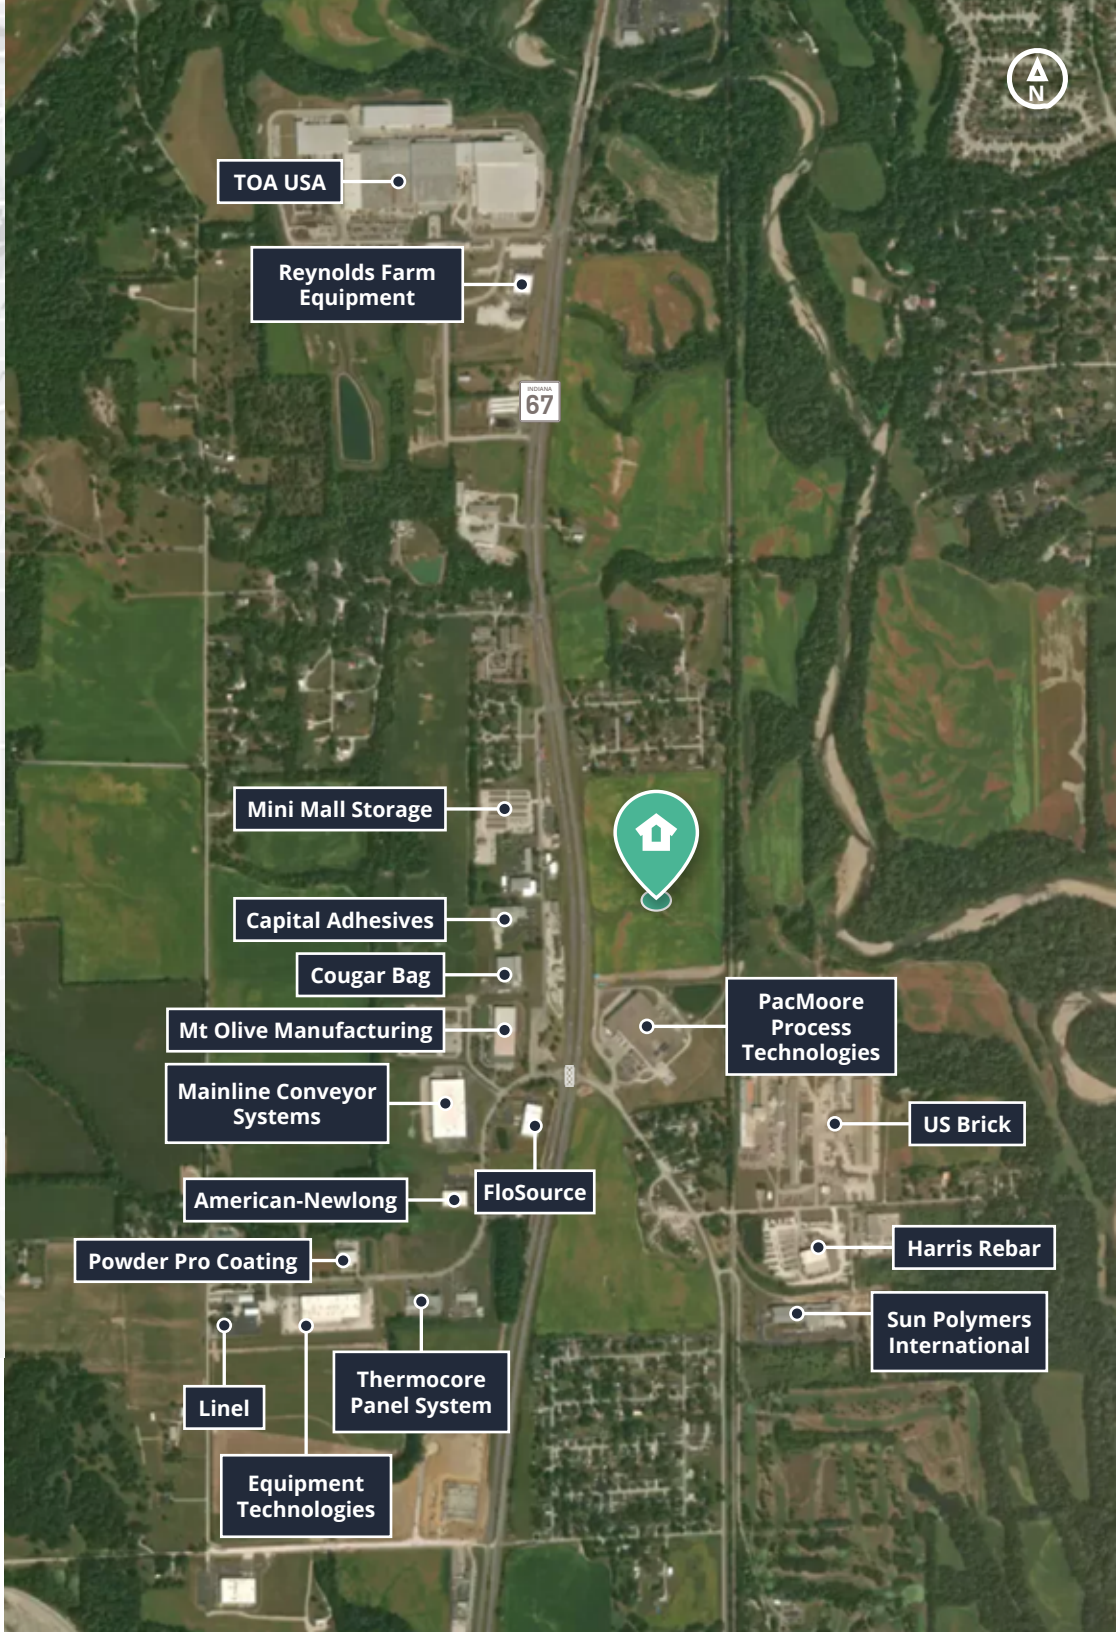 N
TOA USA
Reynolds Farm
Equipment
INDIANA
67
Mini Mall Storage
Capital Adhesives
Cougar Bag
PacMoore
Process
Technologies
Mt Olive Manufacturing
Mainline Conveyor
Systems
US Brick
FloSource
American-Newlong
Harris Rebar
Powder Pro Coating
Sun Polymers
International
Thermocore
Panel System
Linel
Equipment
Technologies